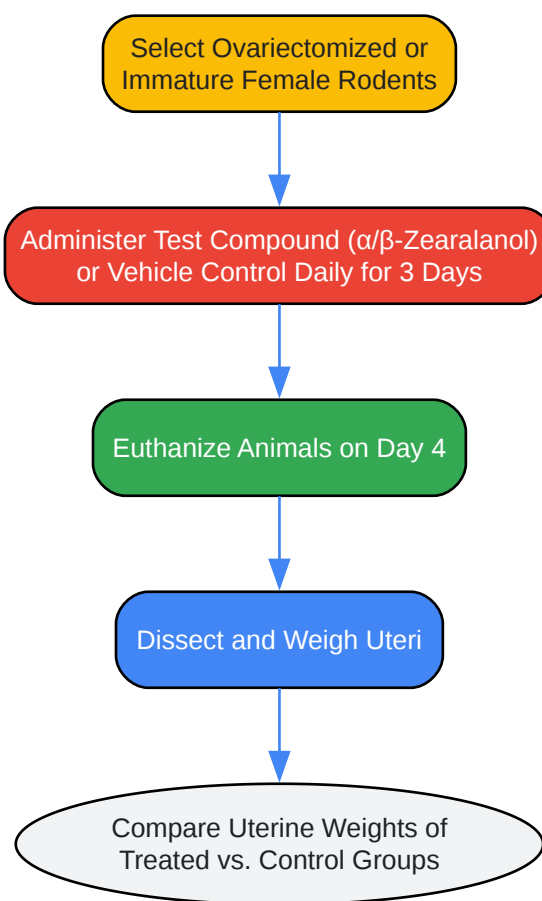 Select Ovariectomized or
Immature Female Rodents
Administer Test Compound (α/β-Zearalanol)
or Vehicle Control Daily for 3 Days
Euthanize Animals on Day 4
Dissect and Weigh Uteri
Compare Uterine Weights of
Treated vs. Control Groups